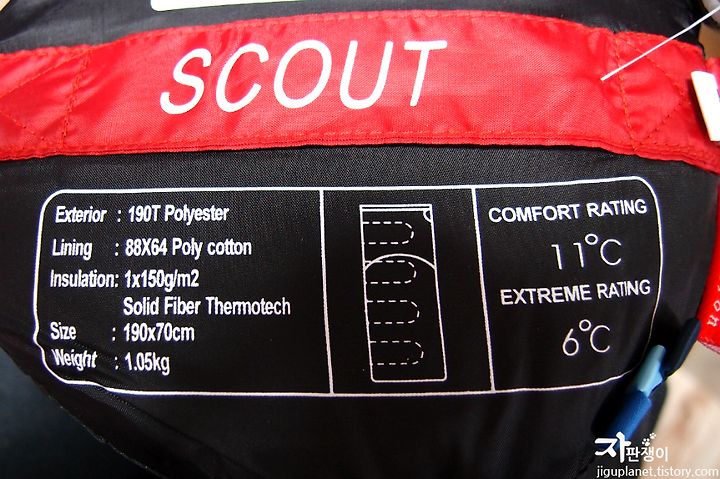 SCOUT
Exterior : 190T Polyester
Lining : 88X64 Poly cotton
Insulation: 1x150g/m2
Solid Fiber Thermotech
Size : 190x70cm
Weight : 1.05kg
COMFORT RATING
11°C
EXTREME RATING
6°C
자판쟁이
jiguplanet.tistory.com